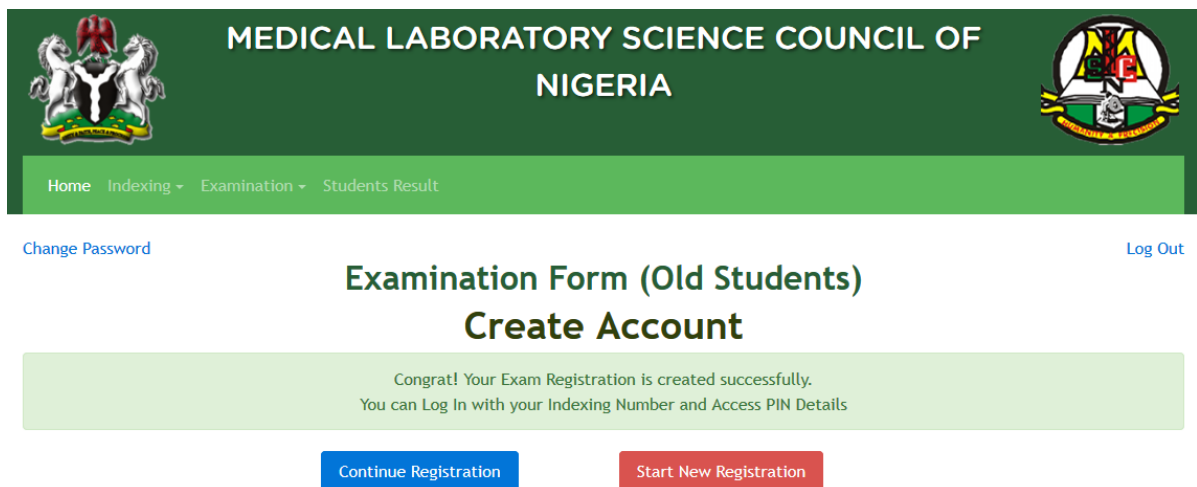 MEDICAL LABORATORY SCIENCE COUNCIL OF
NIGERIA
S C
N
HUMANITY & PRECISION
Home Indexing Examination Students Result
Change Password
Log Out
Examination Form (Old Students)
Create Account
Congrat! Your Exam Registration is created successfully.
You can Log In with your Indexing Number and Access PIN Details
Continue Registration
Start New Registration